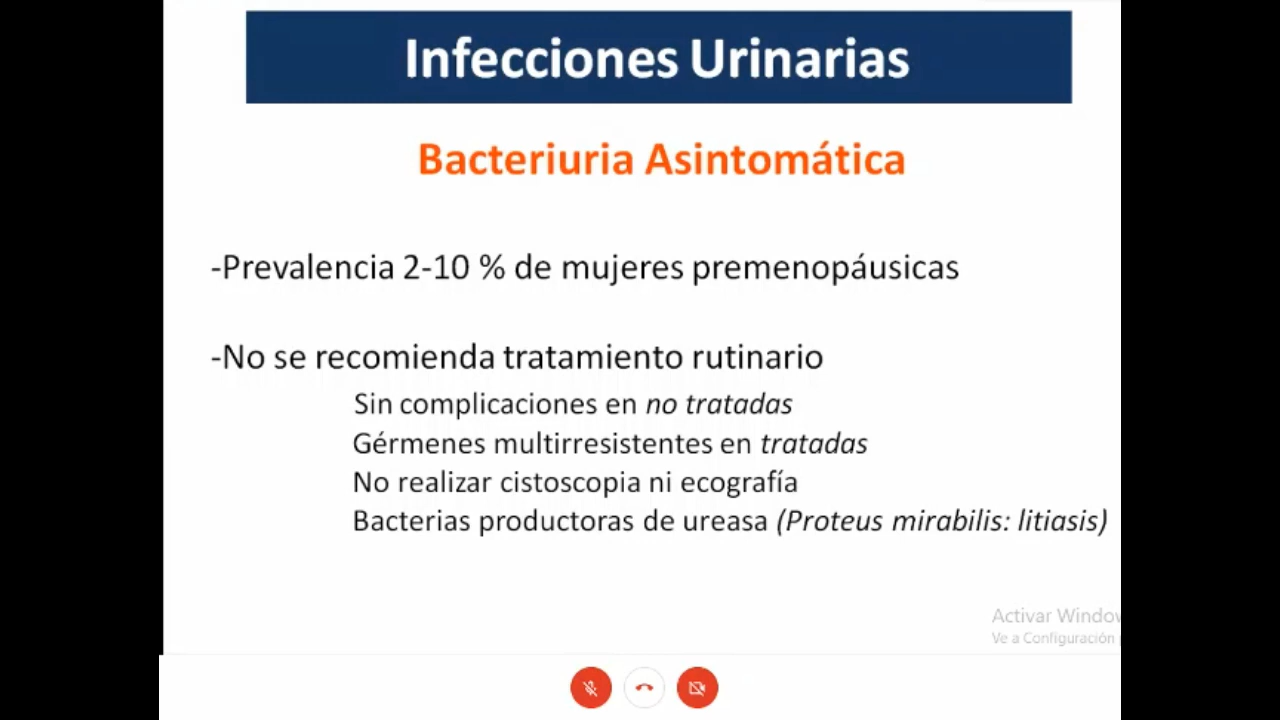 Infecciones Urinarias
Bacteriuria Asintomática
-Prevalencia 2-10 % de mujeres premenopáusicas
-No se recomienda tratamiento rutinario
Sin complicaciones en no tratadas
Gérmenes multirresistentes en tratadas
No realizar cistoscopia ni ecografía
Bacterias productoras de ureasa (Proteus mirabilis: litiasis)
Activar Window
Ve a Configuración